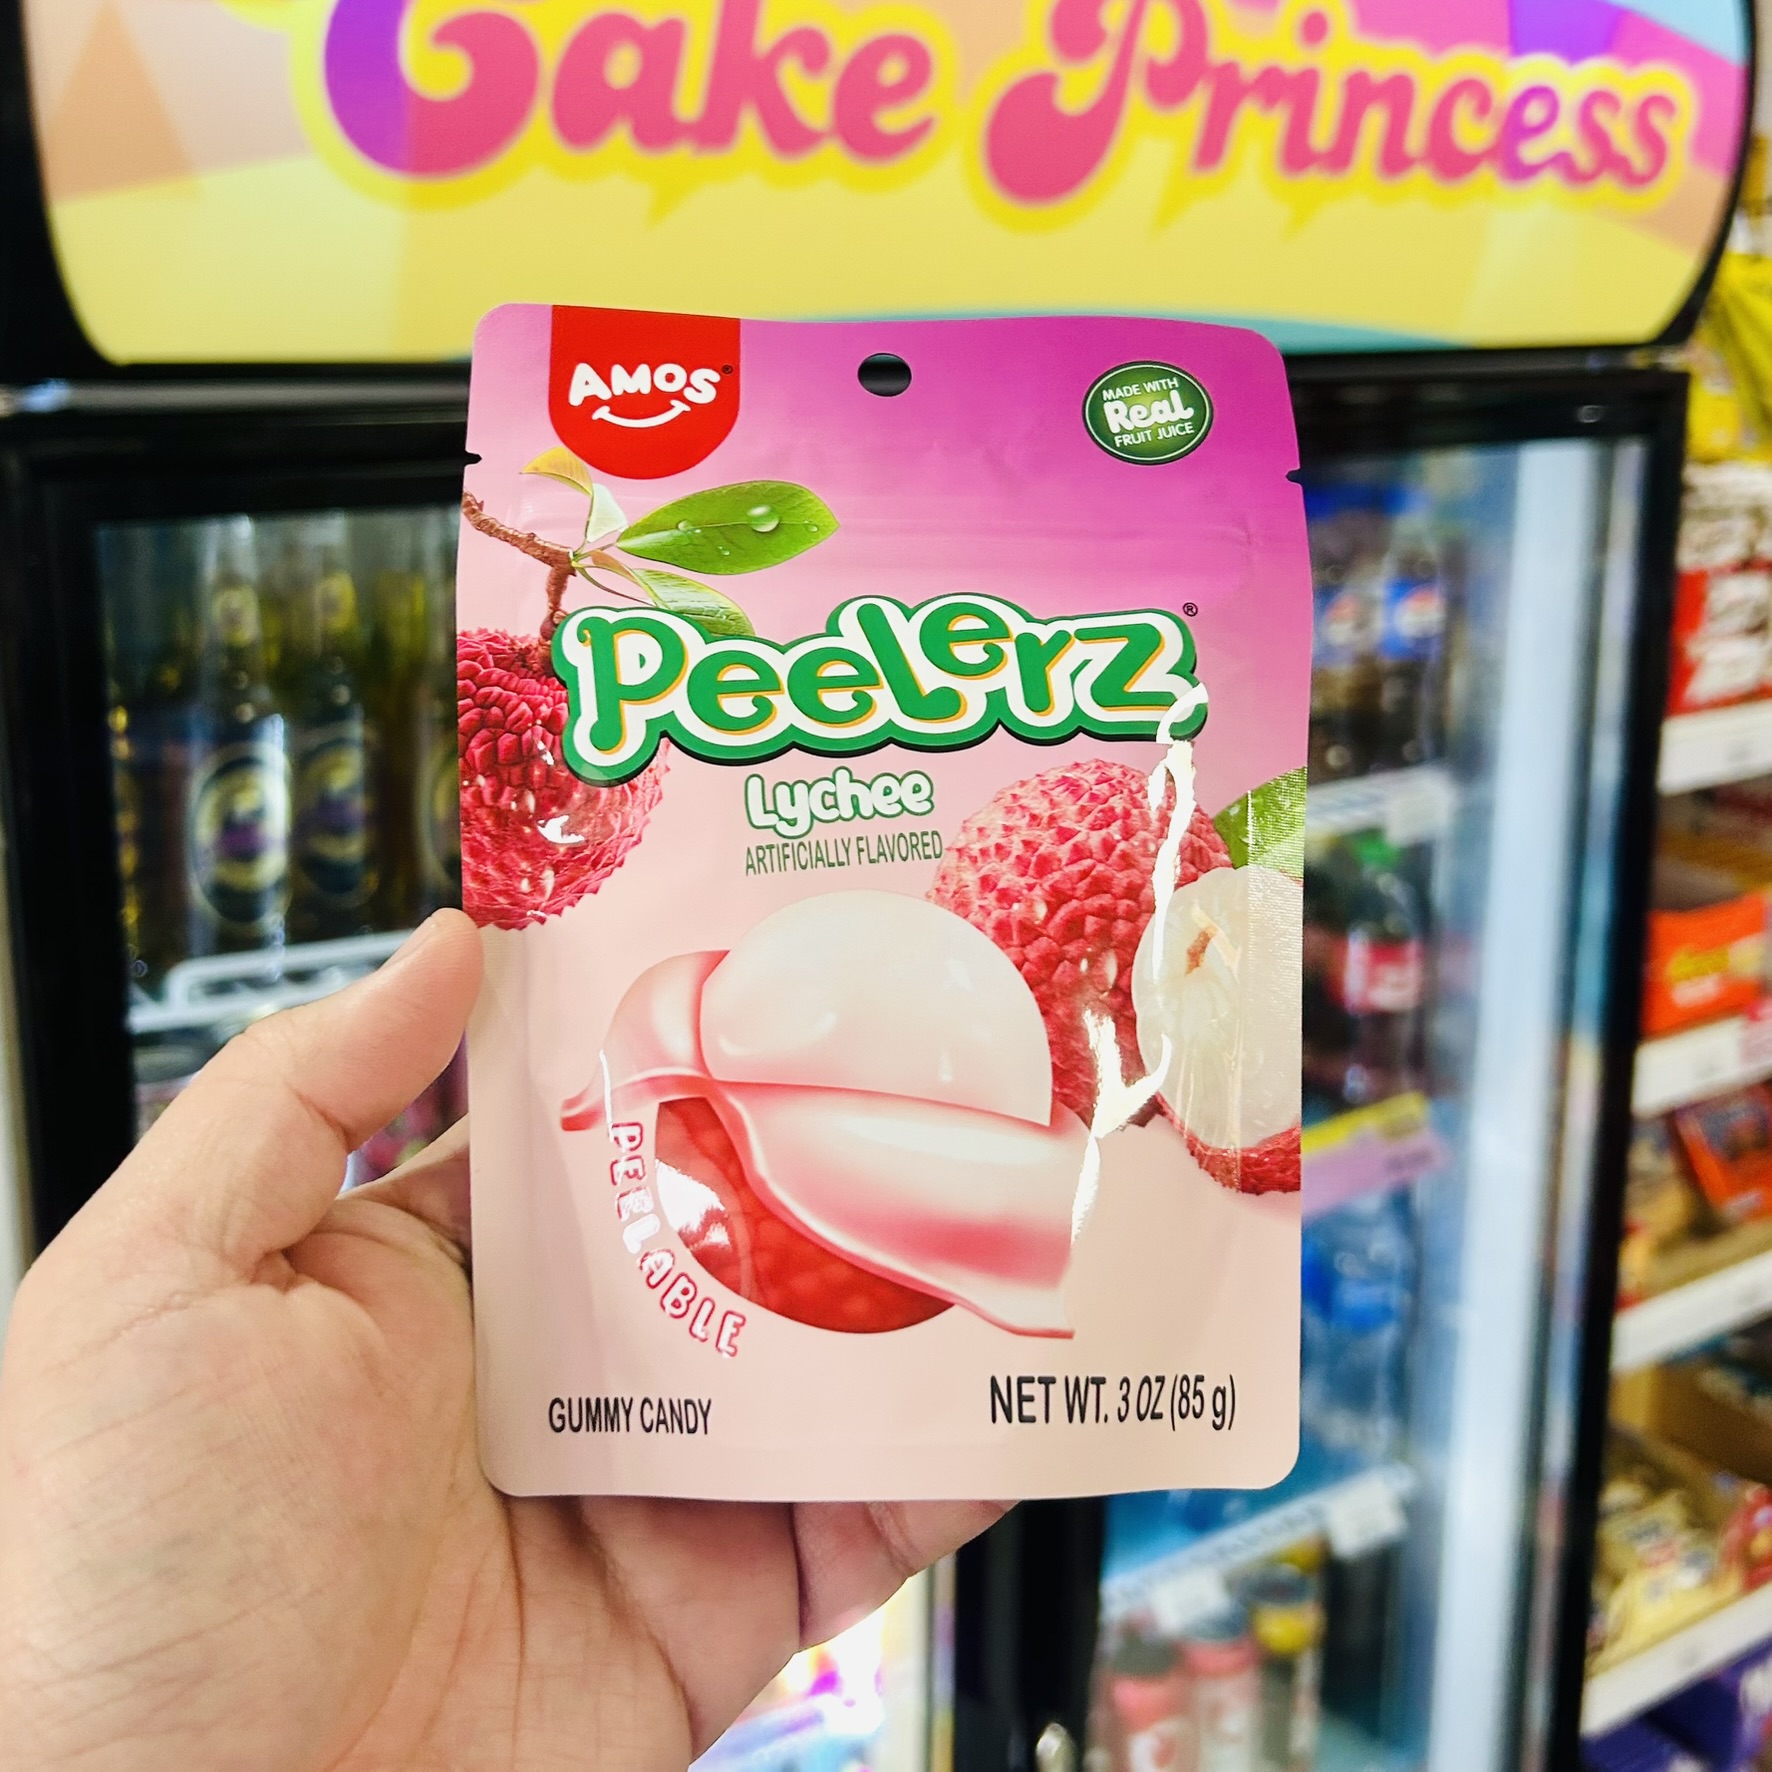 Cake Princess
AMOS®
MADE WITH
Real
FRUIT JUICE
Peelerz®
Lychee
ARTIFICIALLY FLAVORED
PEELABLE
GUMMY CANDY
NET WT. 3 OZ (85 g)